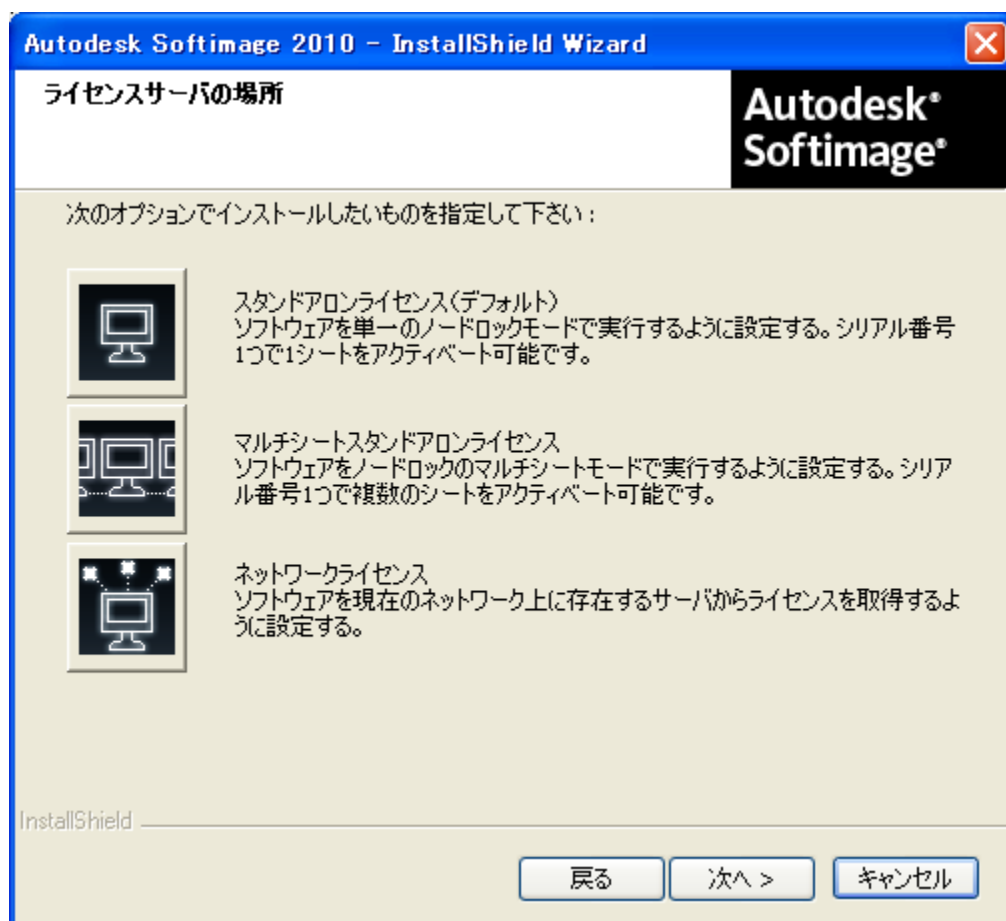 Autodesk Softimage 2010 - InstallShield Wizard
ライセンスサーバの場所
Autodesk®
Softimage®
次のオプションでインストールしたいものを指定して下さい：
スタンドアロンライセンス(デフォルト)
ソフトウェアを単一のノードロックモードで実行するように設定する。シリアル番号
1つで1シートをアクティベート可能です。
マルチシートスタンドアロンライセンス
ソフトウェアをノードロックのマルチシートモードで実行するように設定する。シリア
ル番号1つで複数のシートをアクティベート可能です。
ネットワークライセンス
ソフトウェアを現在のネットワーク上に存在するサーバからライセンスを取得するよ
うに設定する。
InstallShield
戻る
次へ >
キャンセル